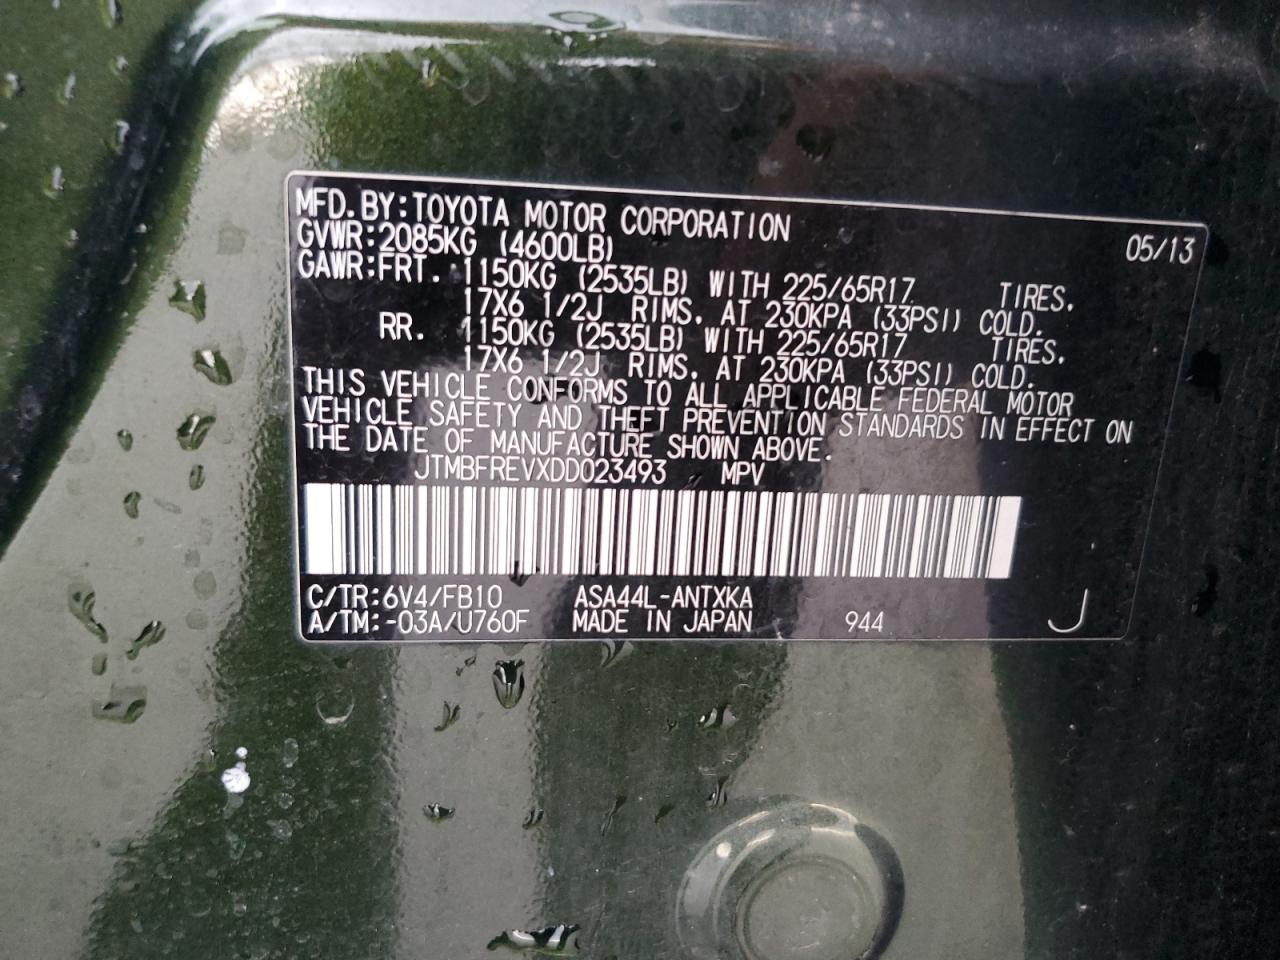 MFD.BY:TOYOTA MOTOR CORPORATION 05/13
GVWR:2085KG (4600LB)
GAWR:FRT. 1150KG (2535LB) WITH 225/65R17 TIRES.
17X6 1/2J RIMS. AT 230KPA (33PSI) COLD.
RR. 1150KG (2535LB) WITH 225/65R17 TIRES.
17X6 1/2J RIMS. AT 230KPA (33PSI) COLD.
THIS VEHICLE CONFORMS TO ALL APPLICABLE FEDERAL MOTOR
VEHICLE SAFETY AND THEFT PREVENTION STANDARDS IN EFFECT ON
THE DATE OF MANUFACTURE SHOWN ABOVE.
JTMBFREVXDD023493 MPV
C/TR:6V4/FB10 ASA44L-ANTXKA
A/TM:-03A/U760F MADE IN JAPAN 944 J